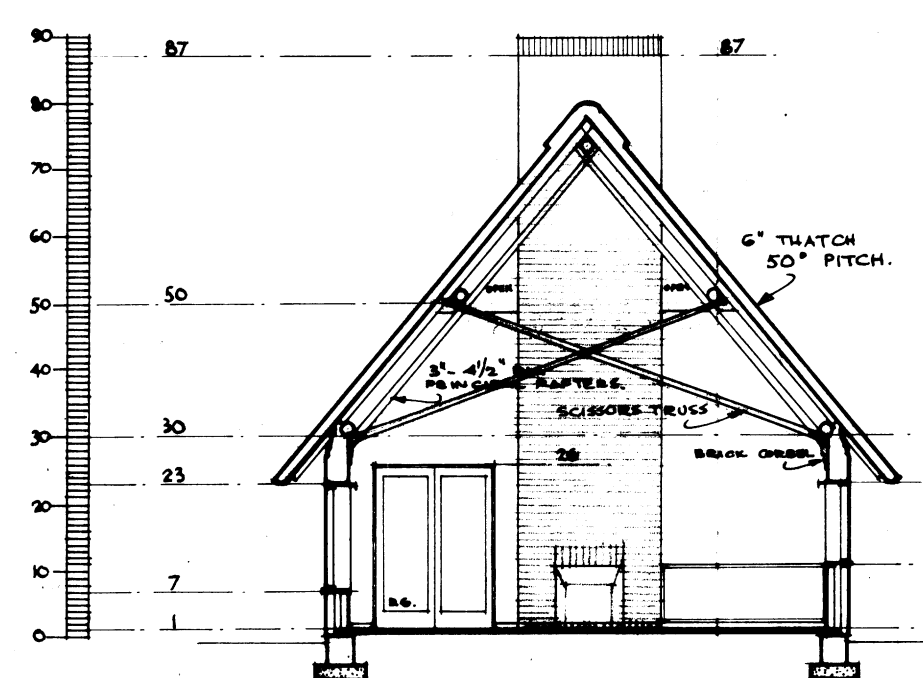 90
87
87
80
70
6" THATCH
50° PITCH.
60
50
50
OPEN
OPEN
40
3"- 4½"
PRINCIPLE RAFTERS.
SCISSORS TRUSS
30
30
BRICK CORBEL
26
23
20
10
7
1
0